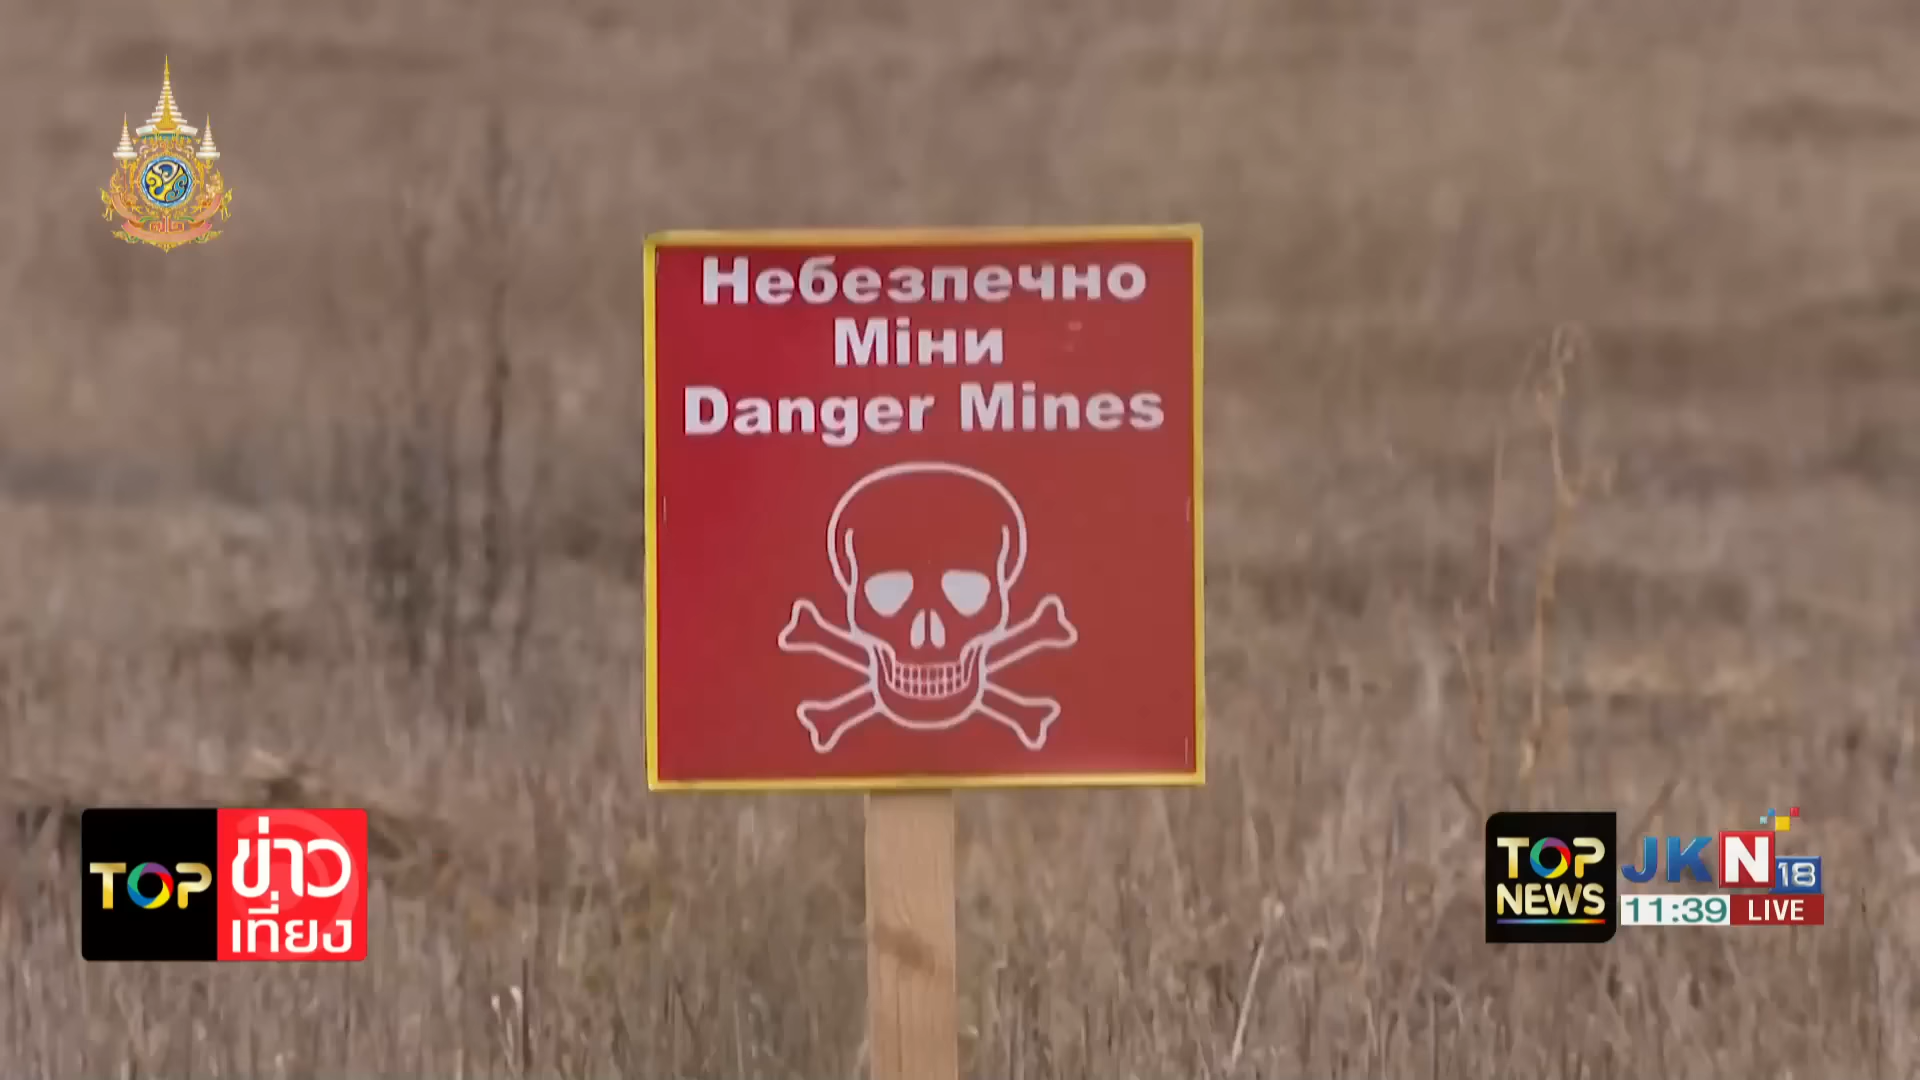 Небезпечно
Міни
Danger Mines
TOP
ข่าว
เที่ยง
TOP
NEWS
JKN 18
11:39 LIVE